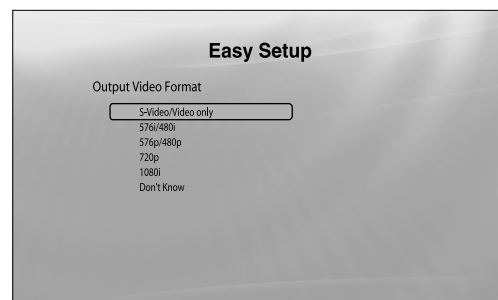 Easy Setup
Output Video Format
S-Video/Video only
576i/480i
576p/480p
720p
1080i
Don't Know